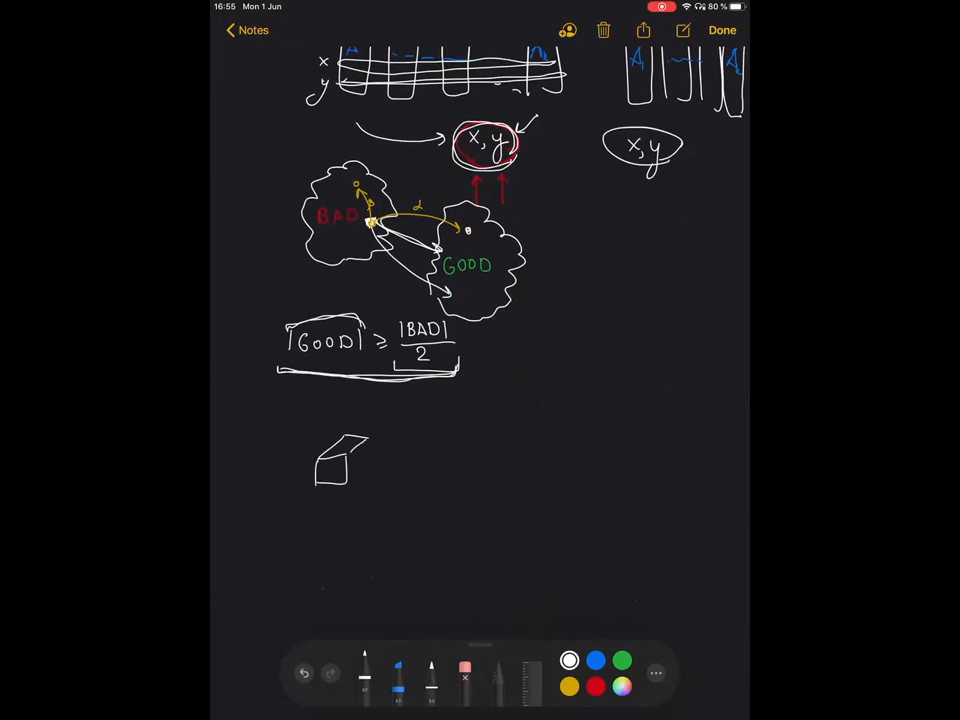 16:55 Mon 1 Jun 80 %
Notes Done
x
y
A
A A
x, y x, y
BAD
d
GOOD
|GOOD| ≥ |BAD|
2